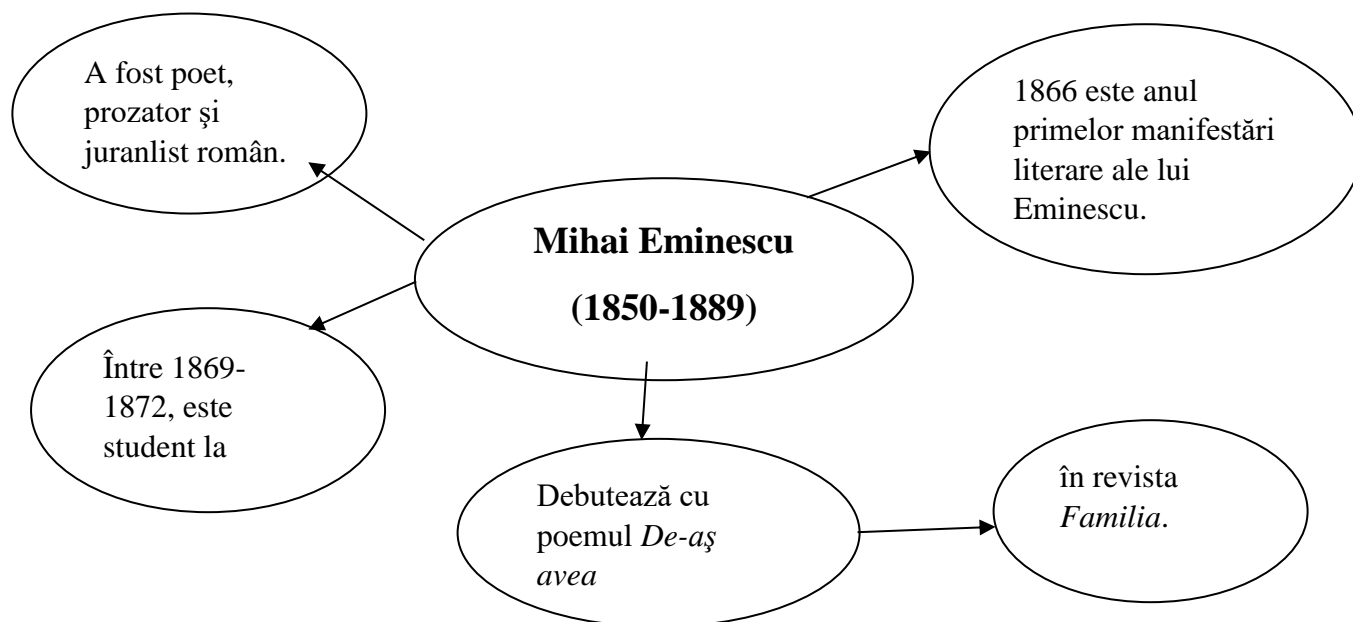 A fost poet,
prozator şi
juranlist român.
1866 este anul
primelor manifestări
literare ale lui
Eminescu.
Mihai Eminescu
(1850-1889)
Între 1869-
1872, este
student la
Debutează cu
poemul De-aş
avea
în revista
Familia.